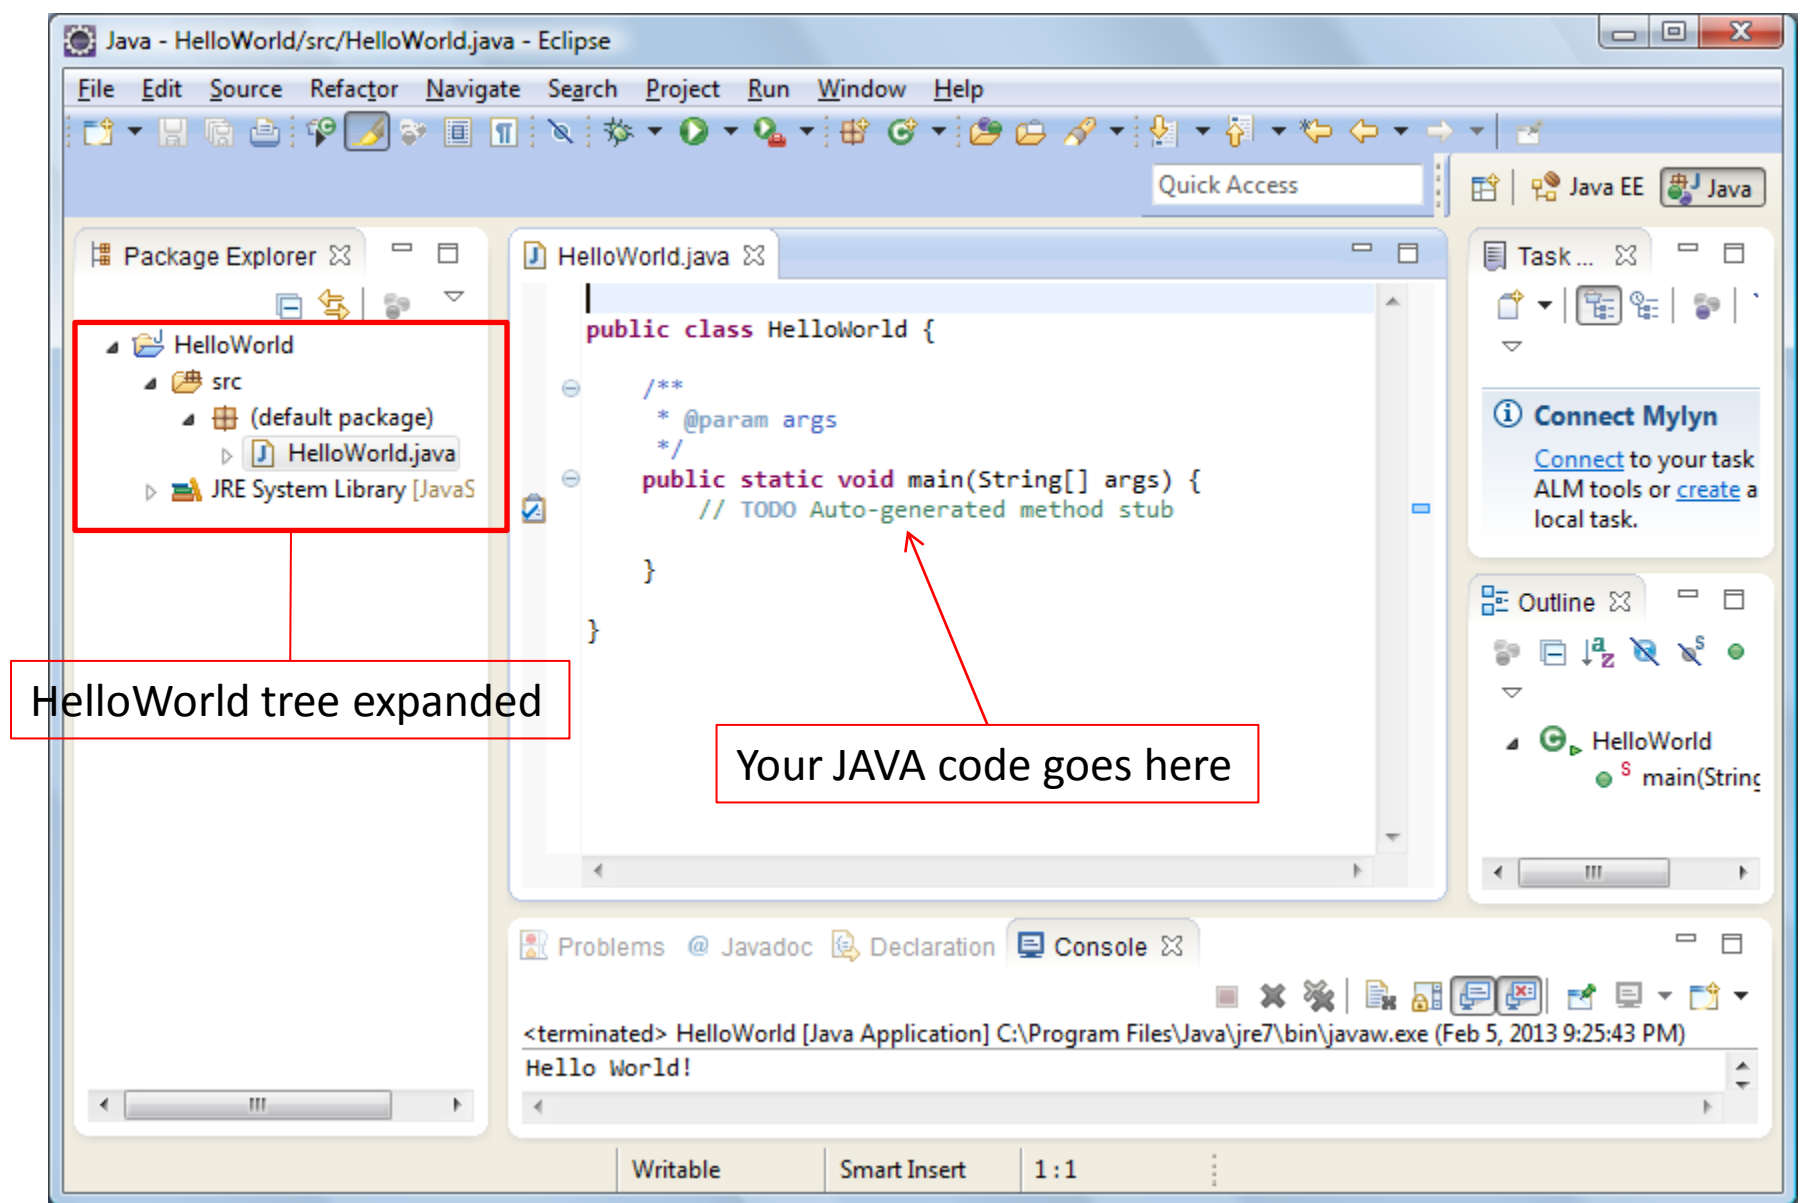 Java - HelloWorld/src/HelloWorld.java - Eclipse
File Edit Source Refactor Navigate Search Project Run Window Help
Quick Access
Java EE
Java
Package Explorer
HelloWorld
src
(default package)
HelloWorld.java
JRE System Library [JavaS
HelloWorld tree expanded
HelloWorld.java
public class HelloWorld {
/**
* @param args
*/
public static void main(String[] args) {
// TODO Auto-generated method stub
}
}
Your JAVA code goes here
Task ...
Connect Mylyn
Connect to your task
ALM tools or create a
local task.
Outline
HelloWorld
main(String
Problems @ Javadoc Declaration Console
<terminated> HelloWorld [Java Application] C:\Program Files\Java\jre7\bin\javaw.exe (Feb 5, 2013 9:25:43 PM)
Hello World!
Writable Smart Insert 1 : 1